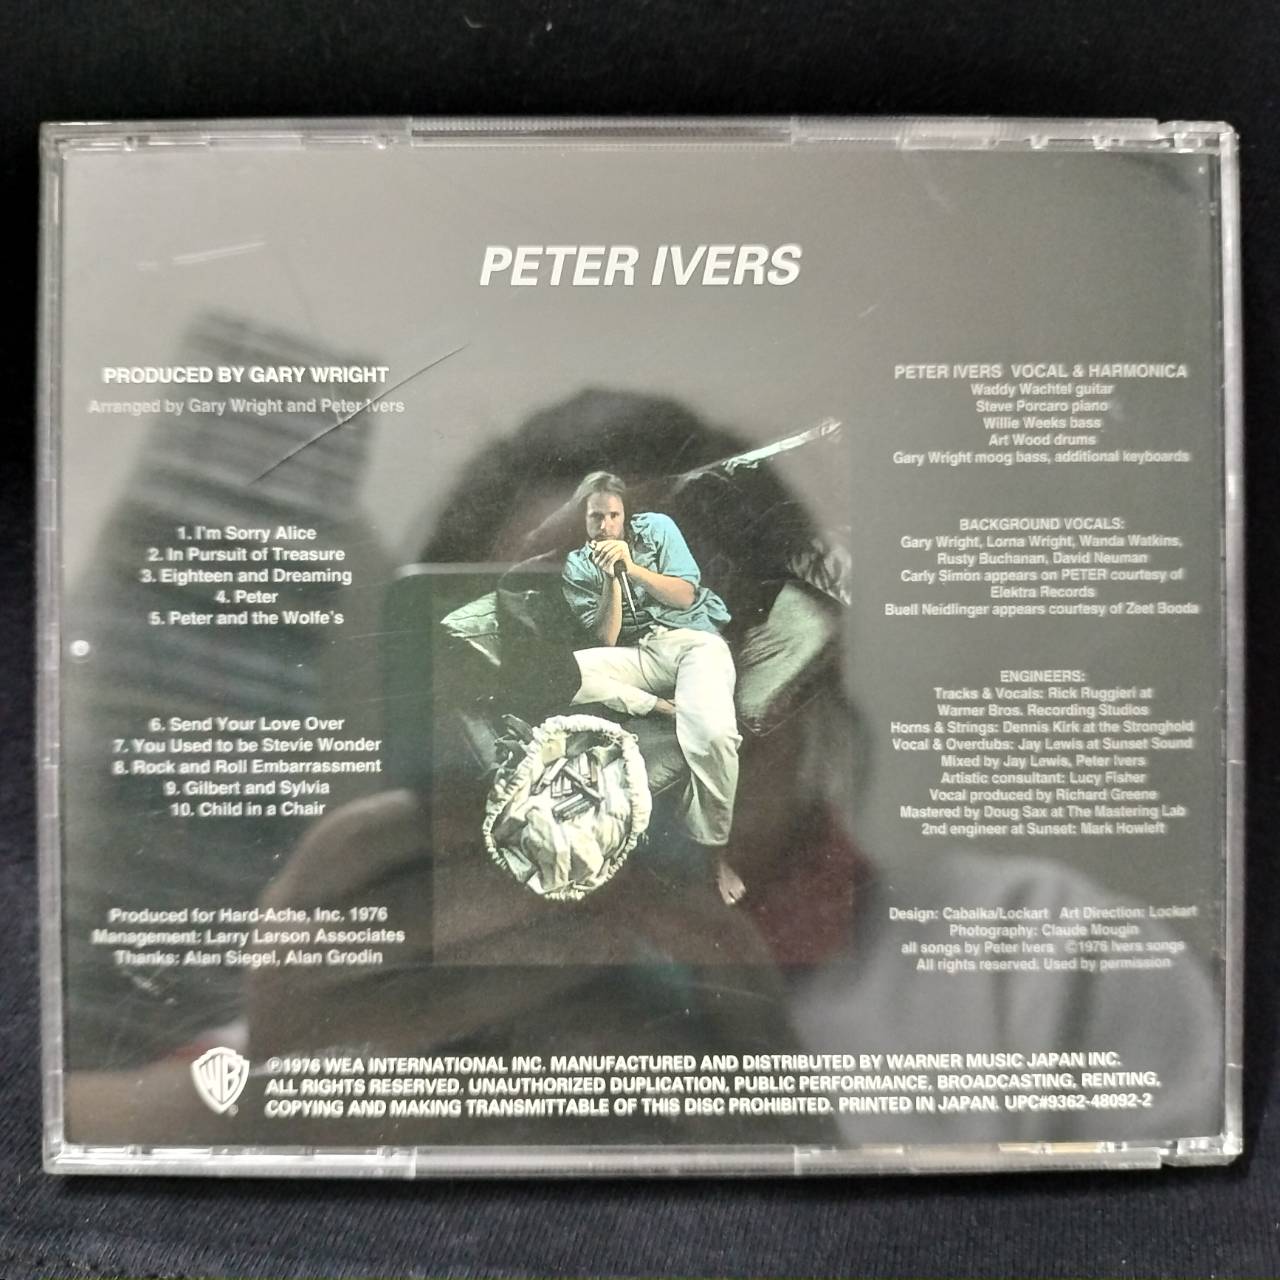 PETER IVERS
PRODUCED BY GARY WRIGHT
Arranged by Gary Wright and Peter Ivers
1. I'm Sorry Alice
2. In Pursuit of Treasure
3. Eighteen and Dreaming
4. Peter
5. Peter and the Wolfe's
6. Send Your Love Over
7. You Used to be Stevie Wonder
8. Rock and Roll Embarrassment
9. Gilbert and Sylvia
10. Child in a Chair
Produced for Hard-Ache, Inc. 1976
Management: Larry Larson Associates
Thanks: Alan Siegel, Alan Grodin
PETER IVERS VOCAL & HARMONICA
Waddy Wachtel guitar
Steve Porcaro piano
Willie Weeks bass
Art Wood drums
Gary Wright moog bass, additional keyboards
BACKGROUND VOCALS:
Gary Wright, Lorna Wright, Wanda Watkins,
Rusty Buchanan, David Neuman
Carly Simon appears on PETER courtesy of
Elektra Records
Buell Neidlinger appears courtesy of Zeet Booda
ENGINEERS:
Tracks & Vocals: Rick Ruggieri at
Warner Bros. Recording Studios
Horns & Strings: Dennis Kirk at the Stronghold
Vocal & Overdubs: Jay Lewis at Sunset Sound
Mixed by Jay Lewis, Peter Ivers
Artistic consultant: Lucy Fisher
Vocal produced by Richard Greene
Mastered by Doug Sax at The Mastering Lab
2nd engineer at Sunset: Mark Howlett
Design: Cabalka/Lockart Art Direction: Lockart
Photography: Claude Mougin
all songs by Peter Ivers ©1976 Ivers songs
All rights reserved. Used by permission
WB
℗1976 WEA INTERNATIONAL INC. MANUFACTURED AND DISTRIBUTED BY WARNER MUSIC JAPAN INC.
ALL RIGHTS RESERVED. UNAUTHORIZED DUPLICATION, PUBLIC PERFORMANCE, BROADCASTING, RENTING,
COPYING AND MAKING TRANSMITTABLE OF THIS DISC PROHIBITED. PRINTED IN JAPAN. UPC#9362-48092-2